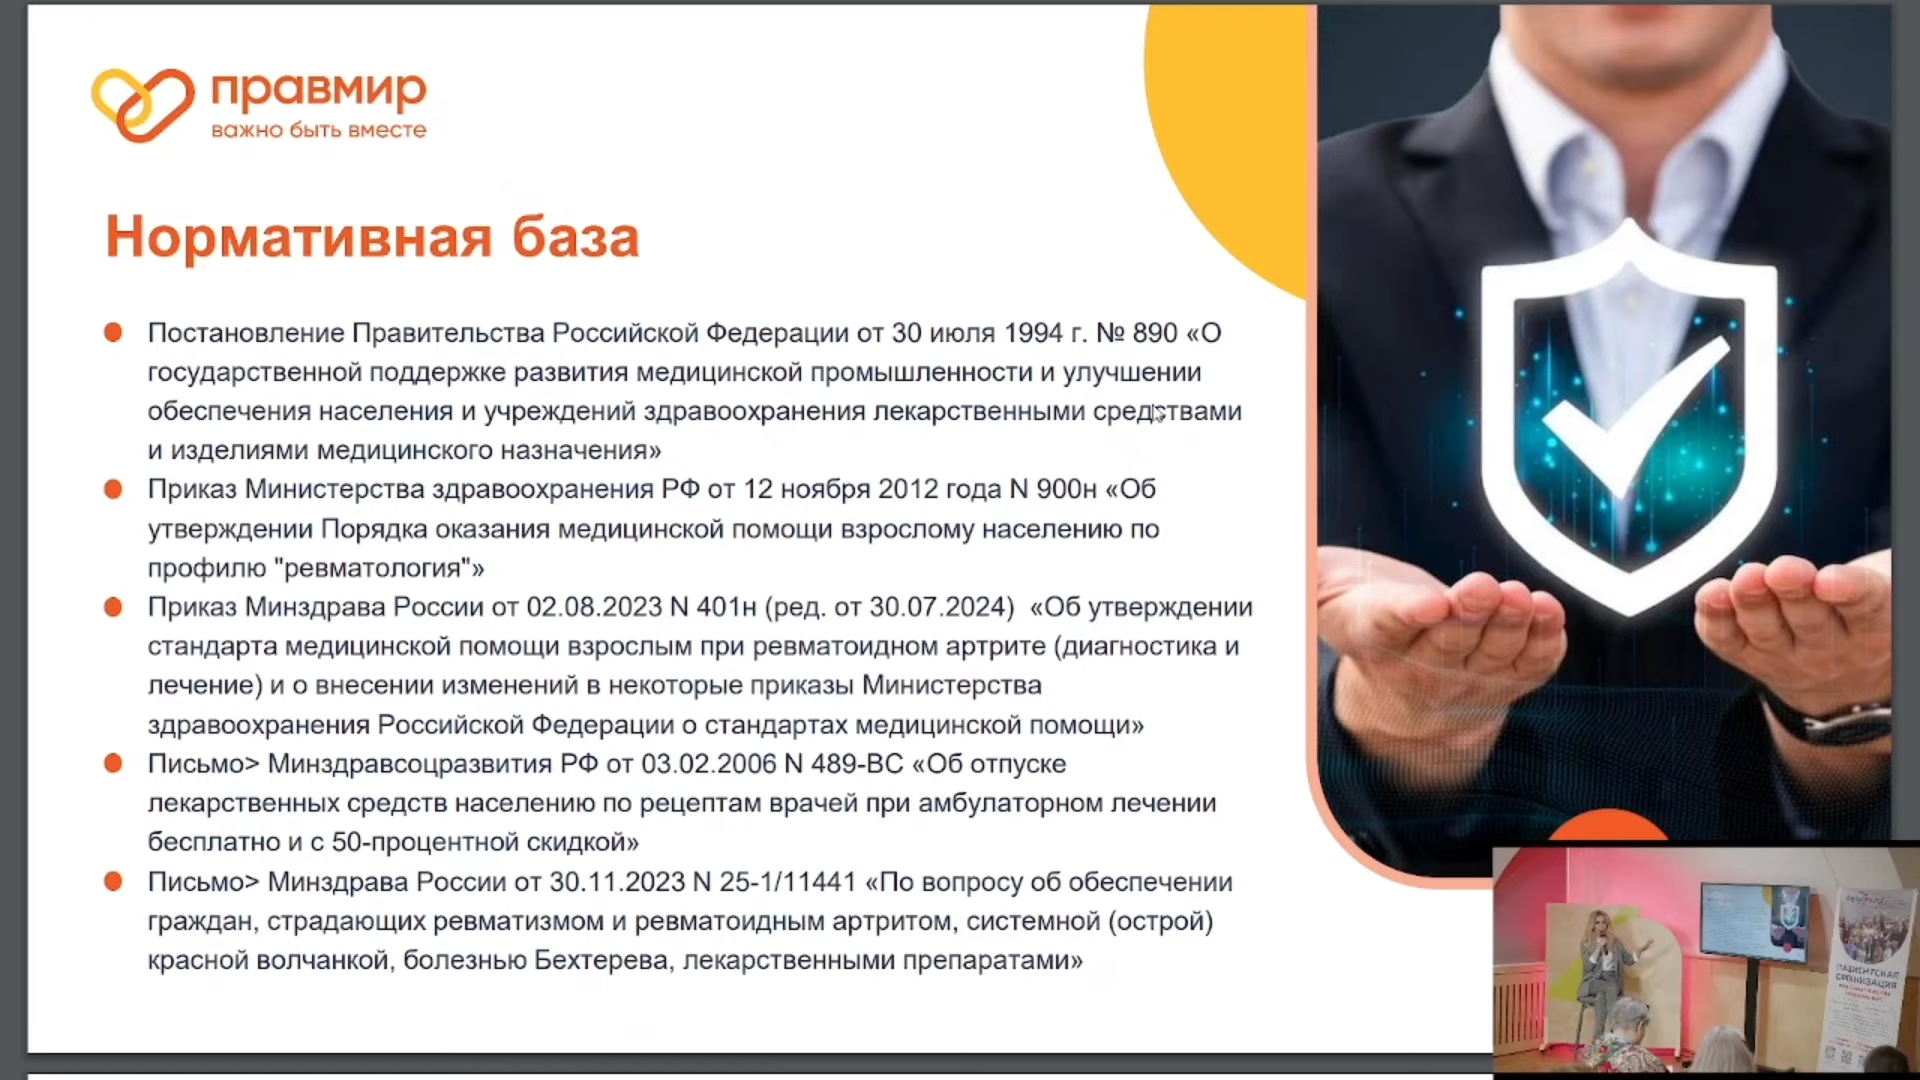 правмир
важно быть вместе
Нормативная база
Постановление Правительства Российской Федерации от 30 июля 1994 г. № 890 «О
государственной поддержке развития медицинской промышленности и улучшении
обеспечения населения и учреждений здравоохранения лекарственными средствами
и изделиями медицинского назначения»
Приказ Министерства здравоохранения РФ от 12 ноября 2012 года N 900н «Об
утверждении Порядка оказания медицинской помощи взрослому населению по
профилю "ревматология"»
Приказ Минздрава России от 02.08.2023 N 401н (ред. от 30.07.2024) «Об утверждении
стандарта медицинской помощи взрослым при ревматоидном артрите (диагностика и
лечение) и о внесении изменений в некоторые приказы Министерства
здравоохранения Российской Федерации о стандартах медицинской помощи»
Письмо> Минздравсоцразвития РФ от 03.02.2006 N 489-ВС «Об отпуске
лекарственных средств населению по рецептам врачей при амбулаторном лечении
бесплатно и с 50-процентной скидкой»
Письмо> Минздрава России от 30.11.2023 N 25-1/11441 «По вопросу об обеспечении
граждан, страдающих ревматизмом и ревматоидным артритом, системной (острой)
красной волчанкой, болезнью Бехтерева, лекарственными препаратами»
ПАЦИЕНТСКАЯ
ОРГАНИЗАЦИЯ